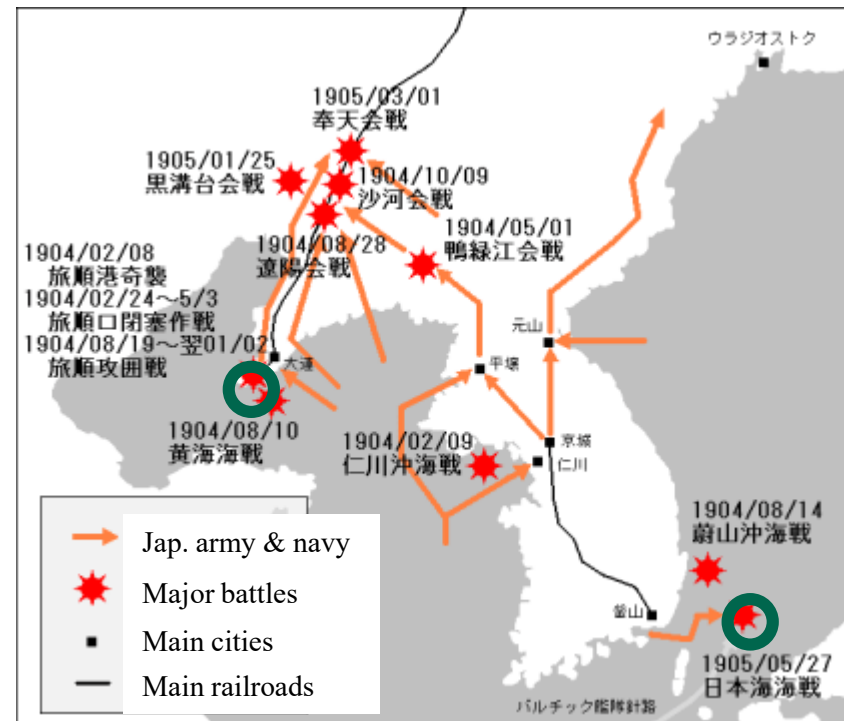 ウラジオストク
1905/03/01
奉天会戦
1905/01/25
黒溝台会戦
1904/10/09
沙河会戦
1904/05/01
鴨緑江会戦
1904/08/28
遼陽会戦
1904/02/08
旅順港奇襲
1904/02/24～5/3
旅順口閉塞作戦
1904/08/19～翌01/02
旅順攻囲戦
大連
元山
平壌
1904/08/10
黄海海戦
1904/02/09
仁川沖海戦
京城
仁川
1904/08/14
蔚山沖海戦
釜山
1905/05/27
日本海海戦
バルチック艦隊針路
Jap. army & navy
Major battles
Main cities
Main railroads